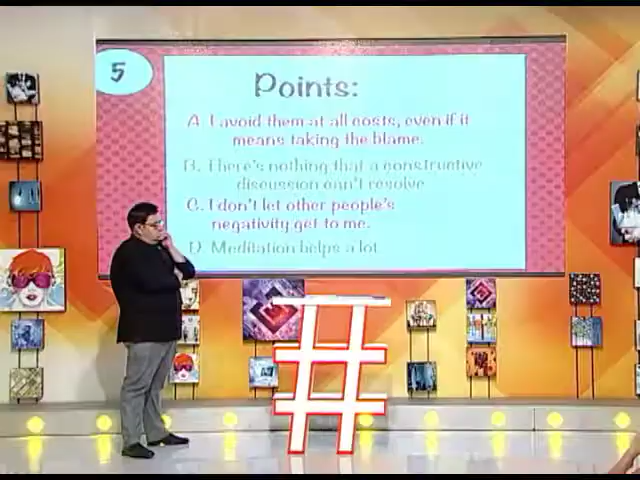 5
Points:
A. I avoid them at all costs, even if it
means taking the blame.
B. There's nothing that a constructive
discussion can't resolve
C. I don't let other people's
negativity get to me.
D. Meditation helps a lot
#